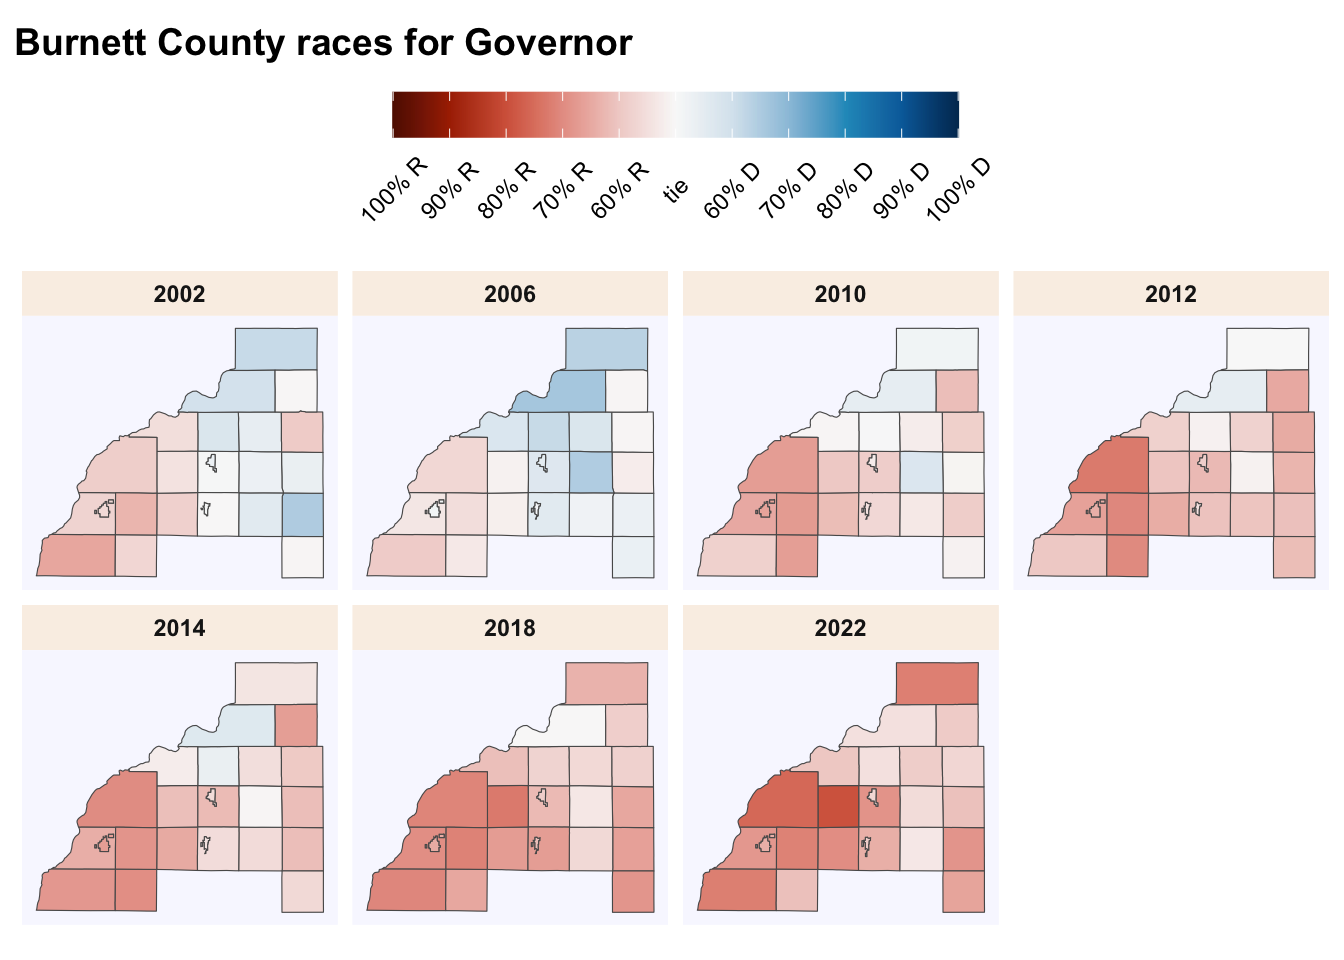 Burnett County races for Governor
100% R 90% R 80% R 70% R 60% R tie 60% D 70% D 80% D 90% D 100% D
2002 2006 2010 2012
2014 2018 2022